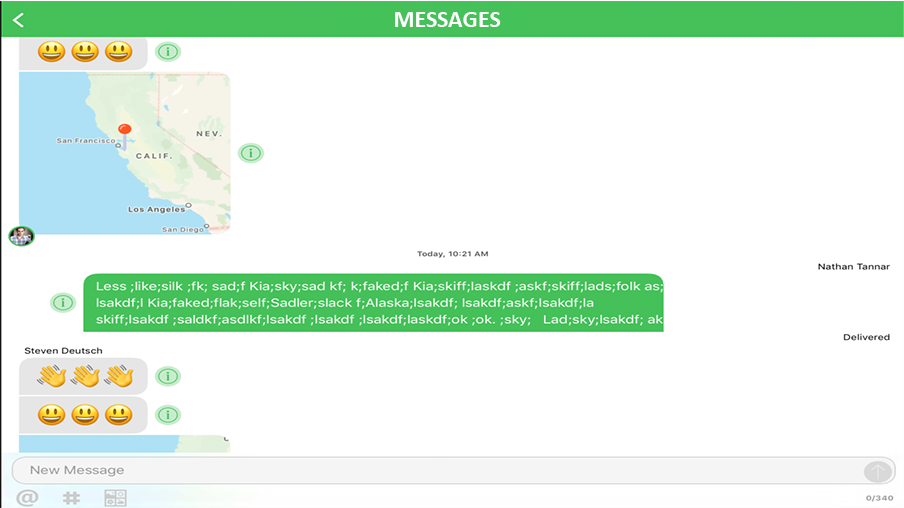 MESSAGES
San Francisco
NEV.
CALIF.
Los Angeles
San Diego
Today, 10:21 AM
Nathan Tannar
Less ;like;silk ;fk; sad;f Kia;sky;sad kf; k;faked;f Kia;skiff;laskdf ;askf;skiff;lads;folk as;
lsakdf;l Kia;faked;flak;self;Sadler;slack f;Alaska;lsakdf; lsakdf;askf;lsakdf;la
skiff;lsakdf ;saldkf;asdlkf;lsakdf ;lsakdf ;lsakdf;laskdf;ok ;ok. ;sky;   Lad;sky;lsakdf; ak
Delivered
Steven Deutsch
New Message
@ #
0/340